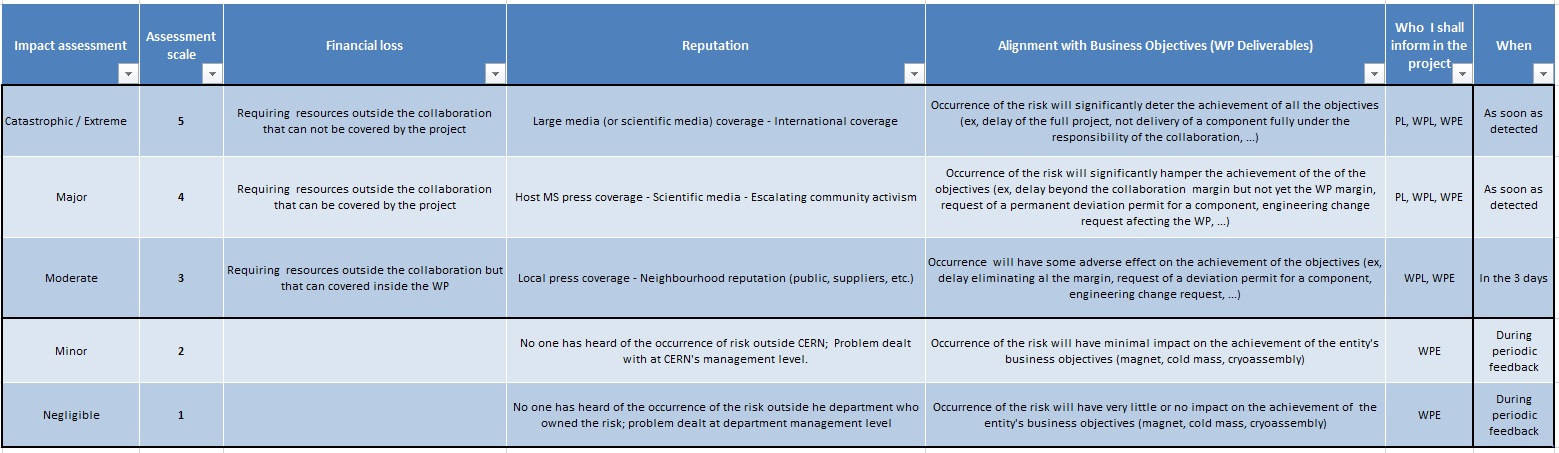 Impact assessment
Assessment
scale
Financial loss
Reputation
Alignment with Business Objectives (WP Deliverables)
Who I shall
inform in the
project
When
Catastrophic / Extreme
5
Requiring resources outside the collaboration
that can not be covered by the project
Large media (or scientific media) coverage - International coverage
Occurrence of the risk will significantly deter the achievement of all the objectives
(ex, delay of the full project, not delivery of a component fully under the
responsibility of the collaboration, ...)
PL, WPL, WPE
As soon as
detected
Major
4
Requiring resources outside the collaboration
that can be covered by the project
Host MS press coverage - Scientific media - Escalating community activism
Occurrence of the risk will significantly hamper the achievement of the of the
objectives (ex, delay beyond the collaboration margin but not yet the WP margin,
request of a permanent deviation permit for a component, engineering change
request afecting the WP, ...)
PL, WPL, WPE
As soon as
detected
Moderate
3
Requiring resources outside the collaboration but
that can covered inside the WP
Local press coverage - Neighbourhood reputation (public, suppliers, etc.)
Occurrence will have some adverse effect on the achievement of the objectives (ex,
delay eliminating al the margin, request of a deviation permit for a component,
engineering change request, ...)
WPL, WPE
In the 3 days
Minor
2
No one has heard of the occurrence of risk outside CERN; Problem dealt
with at CERN's management level.
Occurrence of the risk will have minimal impact on the achievement of the entity's
business objectives (magnet, cold mass, cryoassembly)
WPE
During
periodic
feedback
Negligible
1
No one has heard of the occurrence of the risk outside he department who
owned the risk; problem dealt at department management level
Occurrence of the risk will have very little or no impact on the achievement of the
entity's business objectives (magnet, cold mass, cryoassembly)
WPE
During
periodic
feedback